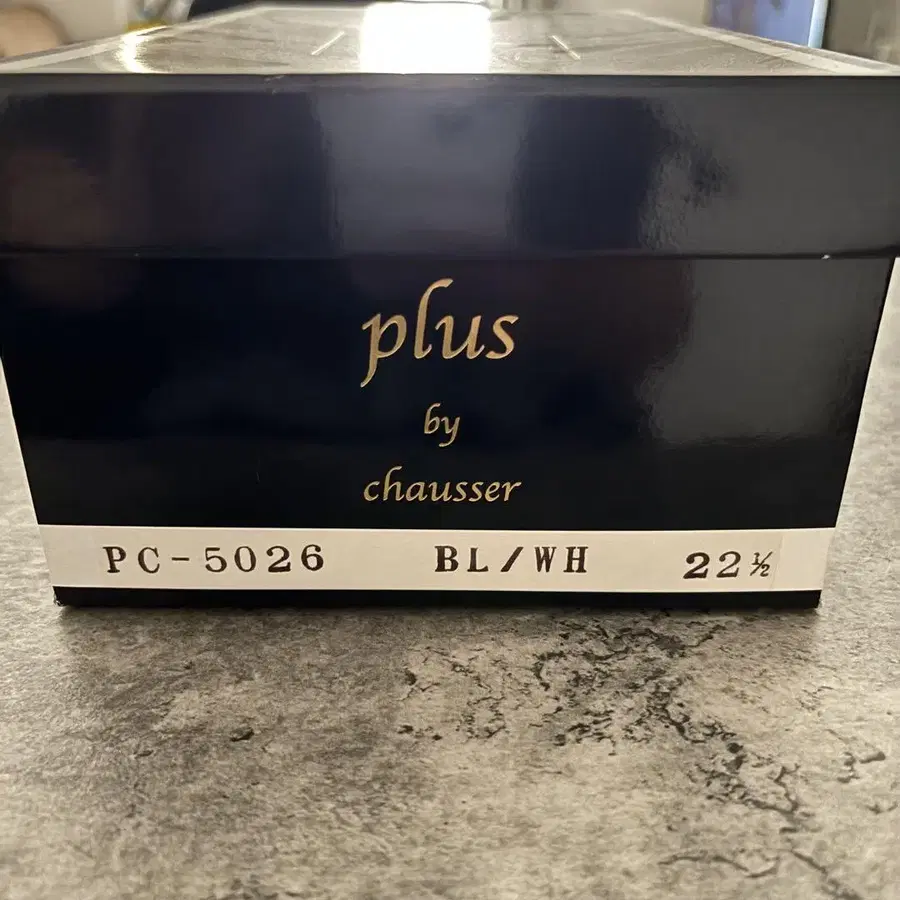 plus
by
chausser
PC-5026 BL/WH 22½